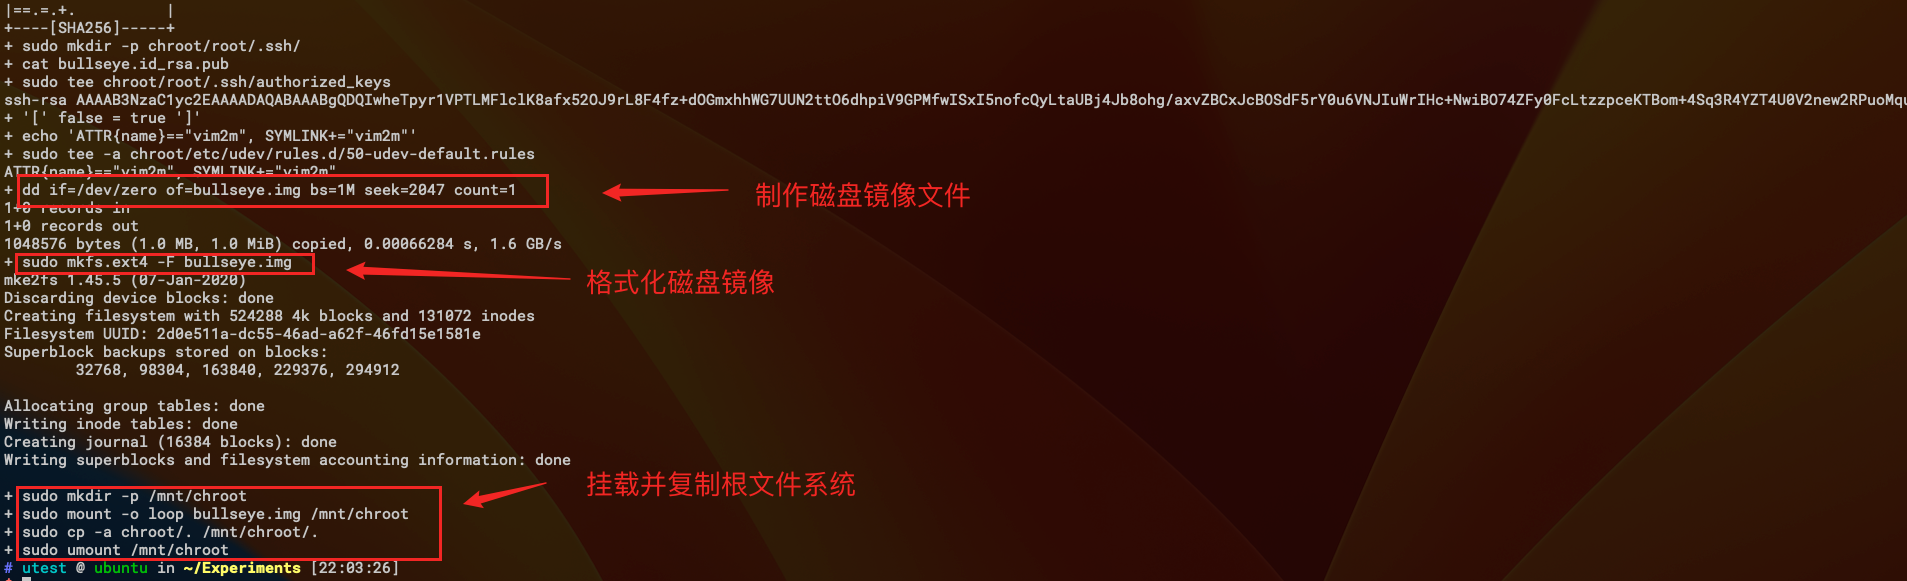 |==.=.+.          |
+----[SHA256]-----+
+ sudo mkdir -p chroot/root/.ssh/
+ cat bullseye.id_rsa.pub
+ sudo tee chroot/root/.ssh/authorized_keys
ssh-rsa
+ '[' false = true ']'
+ echo 'ATTR{name}=="vim2m", SYMLINK+="vim2m"'
+ sudo tee -a chroot/etc/udev/rules.d/50-udev-default.rules
ATTR{name}=="vim2m", SYMLINK+="vim2m"
+ dd if=/dev/zero of=bullseye.img bs=1M seek=2047 count=1
制作磁盘镜像文件
1+0 records in
1+0 records out
1048576 bytes (1.0 MB, 1.0 MiB) copied, 0.00066284 s, 1.6 GB/s
+ sudo mkfs.ext4 -F bullseye.img
格式化磁盘镜像
mke2fs 1.45.5 (07-Jan-2020)
Discarding device blocks: done
Creating filesystem with 524288 4k blocks and 131072 inodes
Filesystem UUID: 2d0e511a-dc55-46ad-a62f-46fd15e1581e
Superblock backups stored on blocks:
        32768, 98304, 163840, 229376, 294912
Allocating group tables: done
Writing inode tables: done
Creating journal (16384 blocks): done
Writing superblocks and filesystem accounting information: done
挂载并复制根文件系统
+ sudo mkdir -p /mnt/chroot
+ sudo mount -o loop bullseye.img /mnt/chroot
+ sudo cp -a chroot/. /mnt/chroot/.
+ sudo umount /mnt/chroot
# utest @ ubuntu in ~/Experiments [22:03:26]